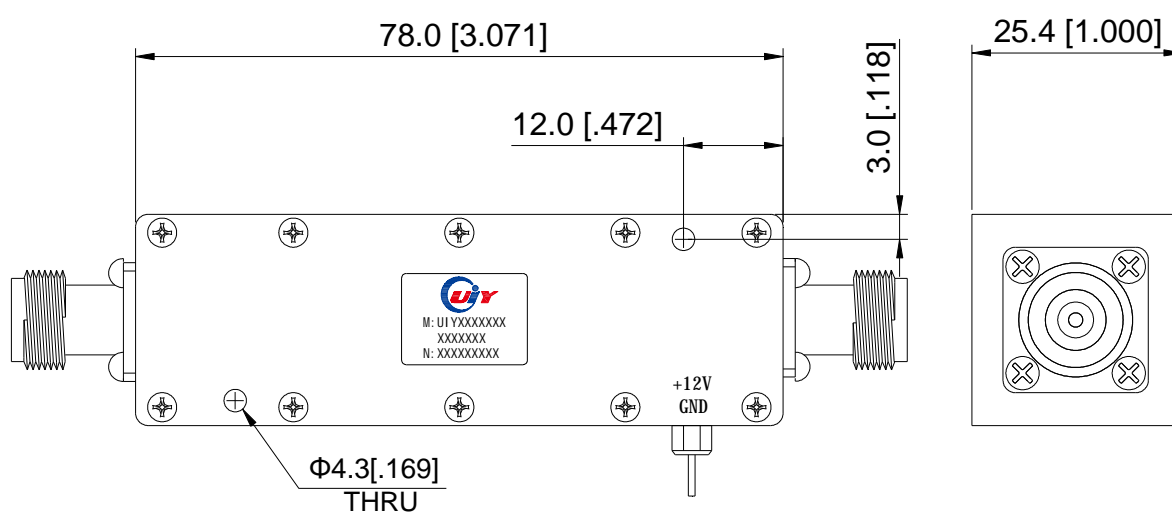 78.0 [3.071]
25.4 [1.000]
12.0 [.472]
3.0 [.118]
UiY
M: UIYXXXXXXX
XXXXXXX
N: XXXXXXXXX
+12V
GND
Φ4.3[.169]
THRU